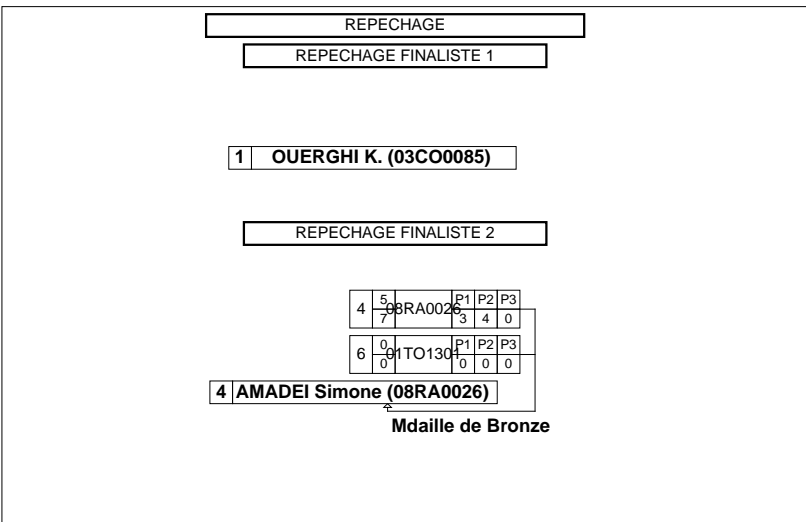 REPECHAGE
REPECHAGE FINALISTE 1
1 OUERGHI K. (03CO0085)
REPECHAGE FINALISTE 2
4 5 08RA0026 P1 P2 P3
7 3 4 0
6 0 01TO1301 P1 P2 P3
0 0 0 0
4 AMADEI Simone (08RA0026)
Mdaille de Bronze